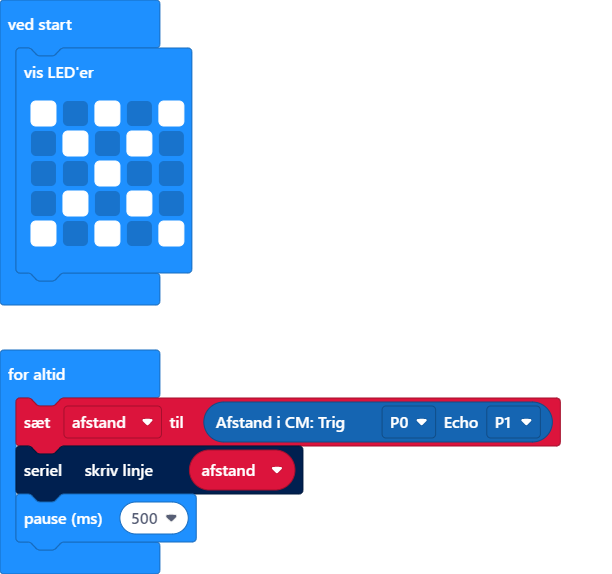 ved start
vis LED'er
for altid
sæt afstand til Afstand i CM: Trig P0 Echo P1
seriel skriv linje afstand
pause (ms) 500